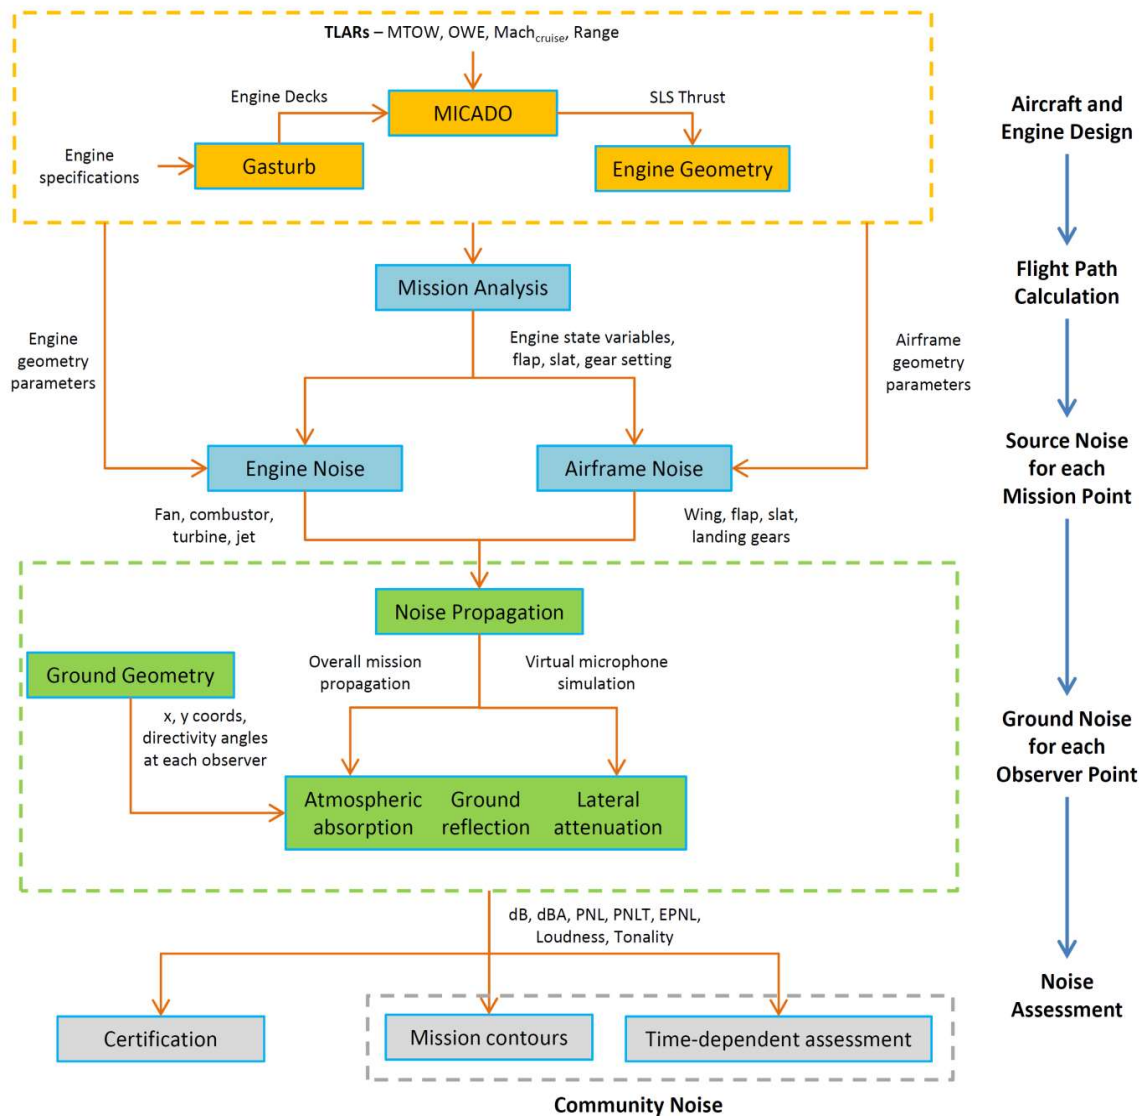 TLARs – MTOW, OWE, Mach_cruise, Range
Engine Decks
MICADO
SLS Thrust
Engine
specifications
Gasturb
Engine Geometry
Aircraft and
Engine Design
Mission Analysis
Flight Path
Calculation
Engine
geometry
parameters
Engine state variables,
flap, slat, gear setting
Airframe
geometry
parameters
Engine Noise
Airframe Noise
Source Noise
for each
Mission Point
Fan, combustor,
turbine, jet
Wing, flap, slat,
landing gears
Noise Propagation
Ground Geometry
Overall mission
propagation
Virtual microphone
simulation
x, y coords,
directivity angles
at each observer
Ground Noise
for each
Observer Point
Atmospheric
absorption
Ground
reflection
Lateral
attenuation
dB, dBA, PNL, PNLT, EPNL,
Loudness, Tonality
Noise
Assessment
Certification
Mission contours
Time-dependent assessment
Community Noise